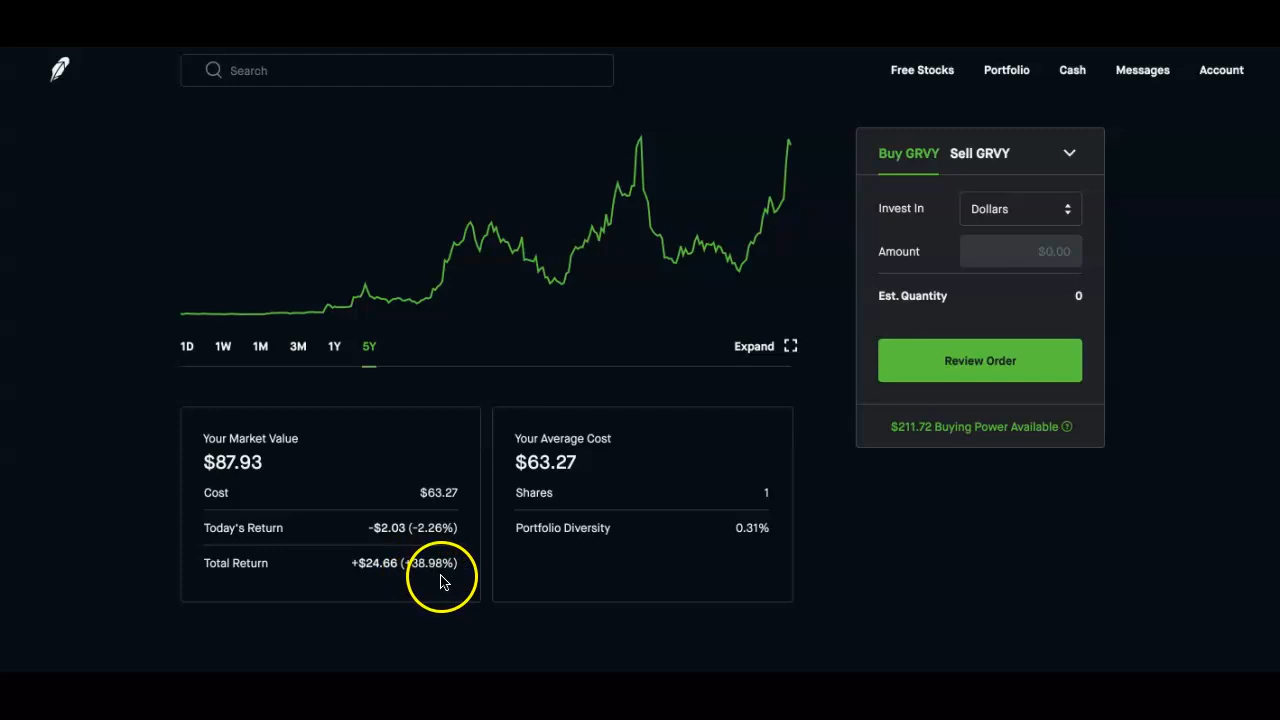 Search
Free Stocks Portfolio Cash Messages Account
Buy GRVY Sell GRVY
Invest In Dollars
Amount $0.00
Est. Quantity 0
Review Order
$211.72 Buying Power Available
1D 1W 1M 3M 1Y 5Y Expand
Your Market Value
$87.93
Cost $63.27
Today's Return -$2.03 (-2.26%)
Total Return +$24.66 (+38.98%)
Your Average Cost
$63.27
Shares 1
Portfolio Diversity 0.31%